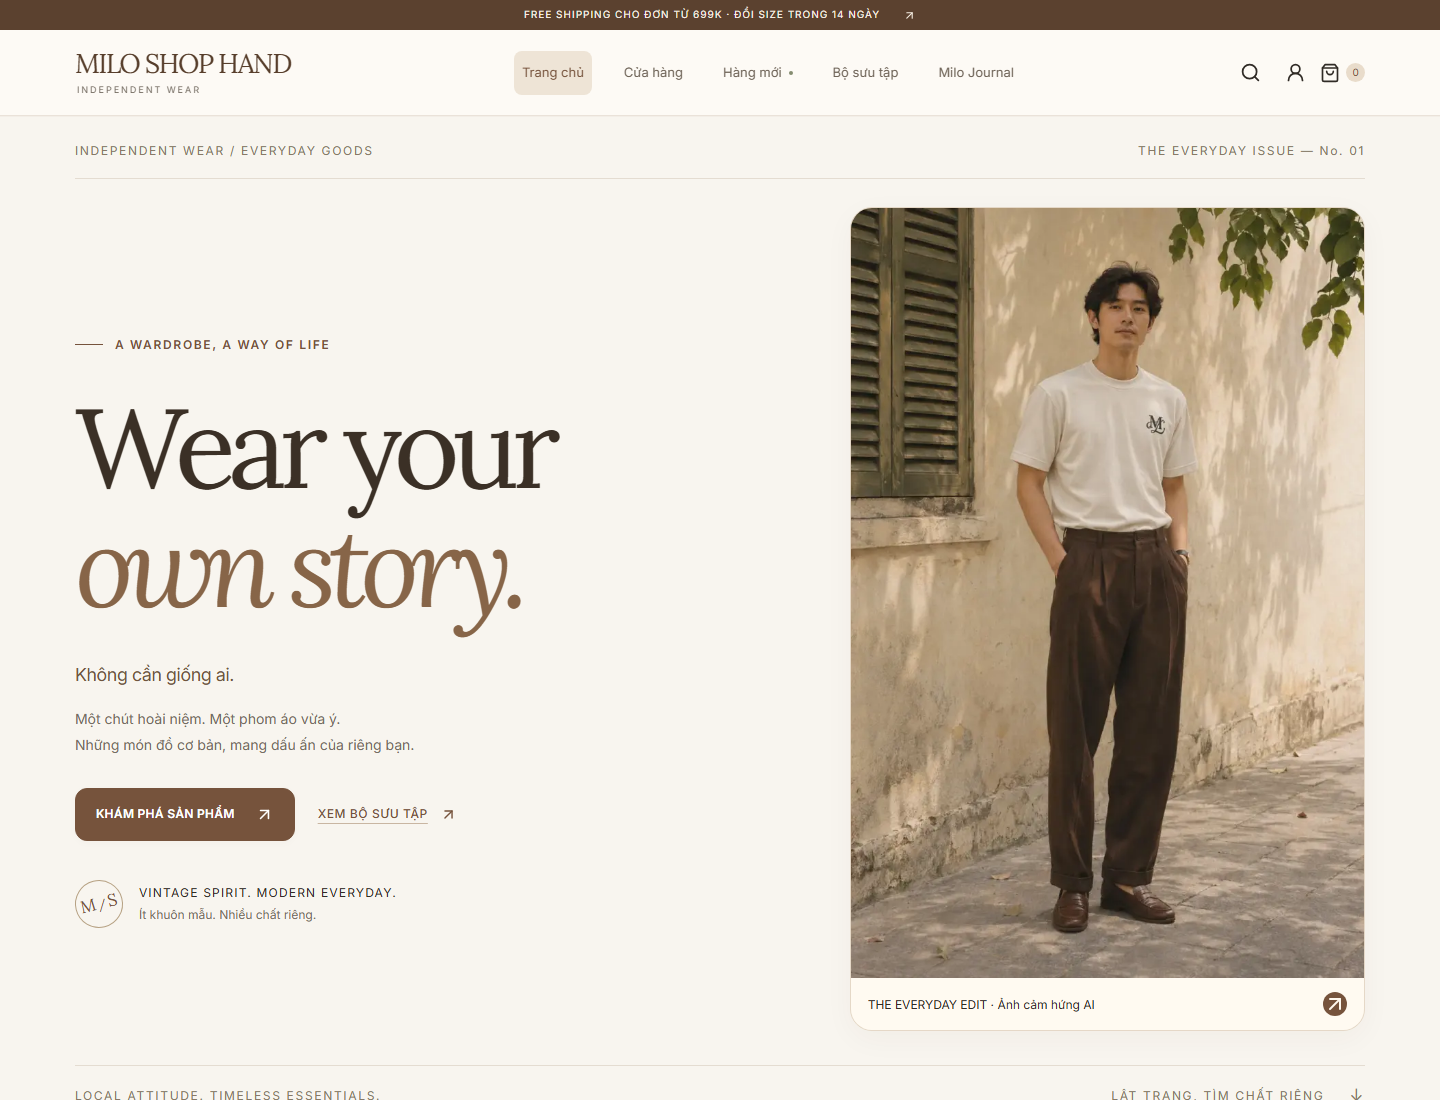 FREE SHIPPING CHO ĐƠN TỪ 699K · ĐỔI SIZE TRONG 14 NGÀY
MILO SHOP HAND
INDEPENDENT WEAR
Trang chủ
Cửa hàng
Hàng mới
Bộ sưu tập
Milo Journal
0
INDEPENDENT WEAR / EVERYDAY GOODS
THE EVERYDAY ISSUE — No. 01
A WARDROBE, A WAY OF LIFE
Wear your
own story.
Không cần giống ai.
Một chút hoài niệm. Một phom áo vừa ý.
Những món đồ cơ bản, mang dấu ấn của riêng bạn.
KHÁM PHÁ SẢN PHẨM
XEM BỘ SƯU TẬP
M / S
VINTAGE SPIRIT. MODERN EVERYDAY.
Ít khuôn mẫu. Nhiều chất riêng.
THE EVERYDAY EDIT · Ảnh cảm hứng AI
LOCAL ATTITUDE. TIMELESS ESSENTIALS.
LẬT TRANG. TÌM CHẤT RIÊNG